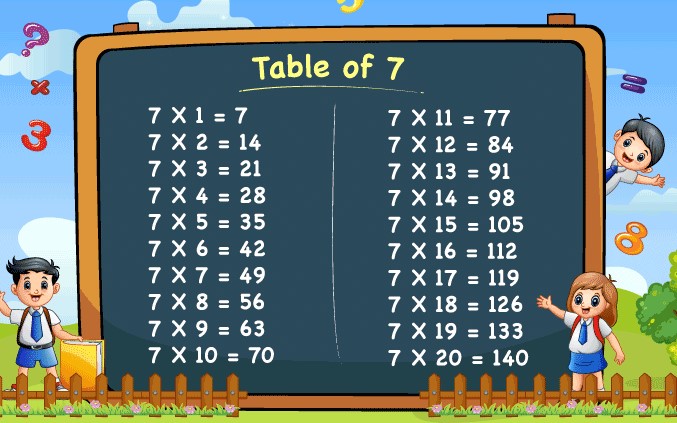 Table of 7
7 X 1 = 7
7 X 2 = 14
7 X 3 = 21
7 X 4 = 28
7 X 5 = 35
7 X 6 = 42
7 X 7 = 49
7 X 8 = 56
7 X 9 = 63
7 X 10 = 70
7 X 11 = 77
7 X 12 = 84
7 X 13 = 91
7 X 14 = 98
7 X 15 = 105
7 X 16 = 112
7 X 17 = 119
7 X 18 = 126
7 X 19 = 133
7 X 20 = 140
?
×
3
=
8